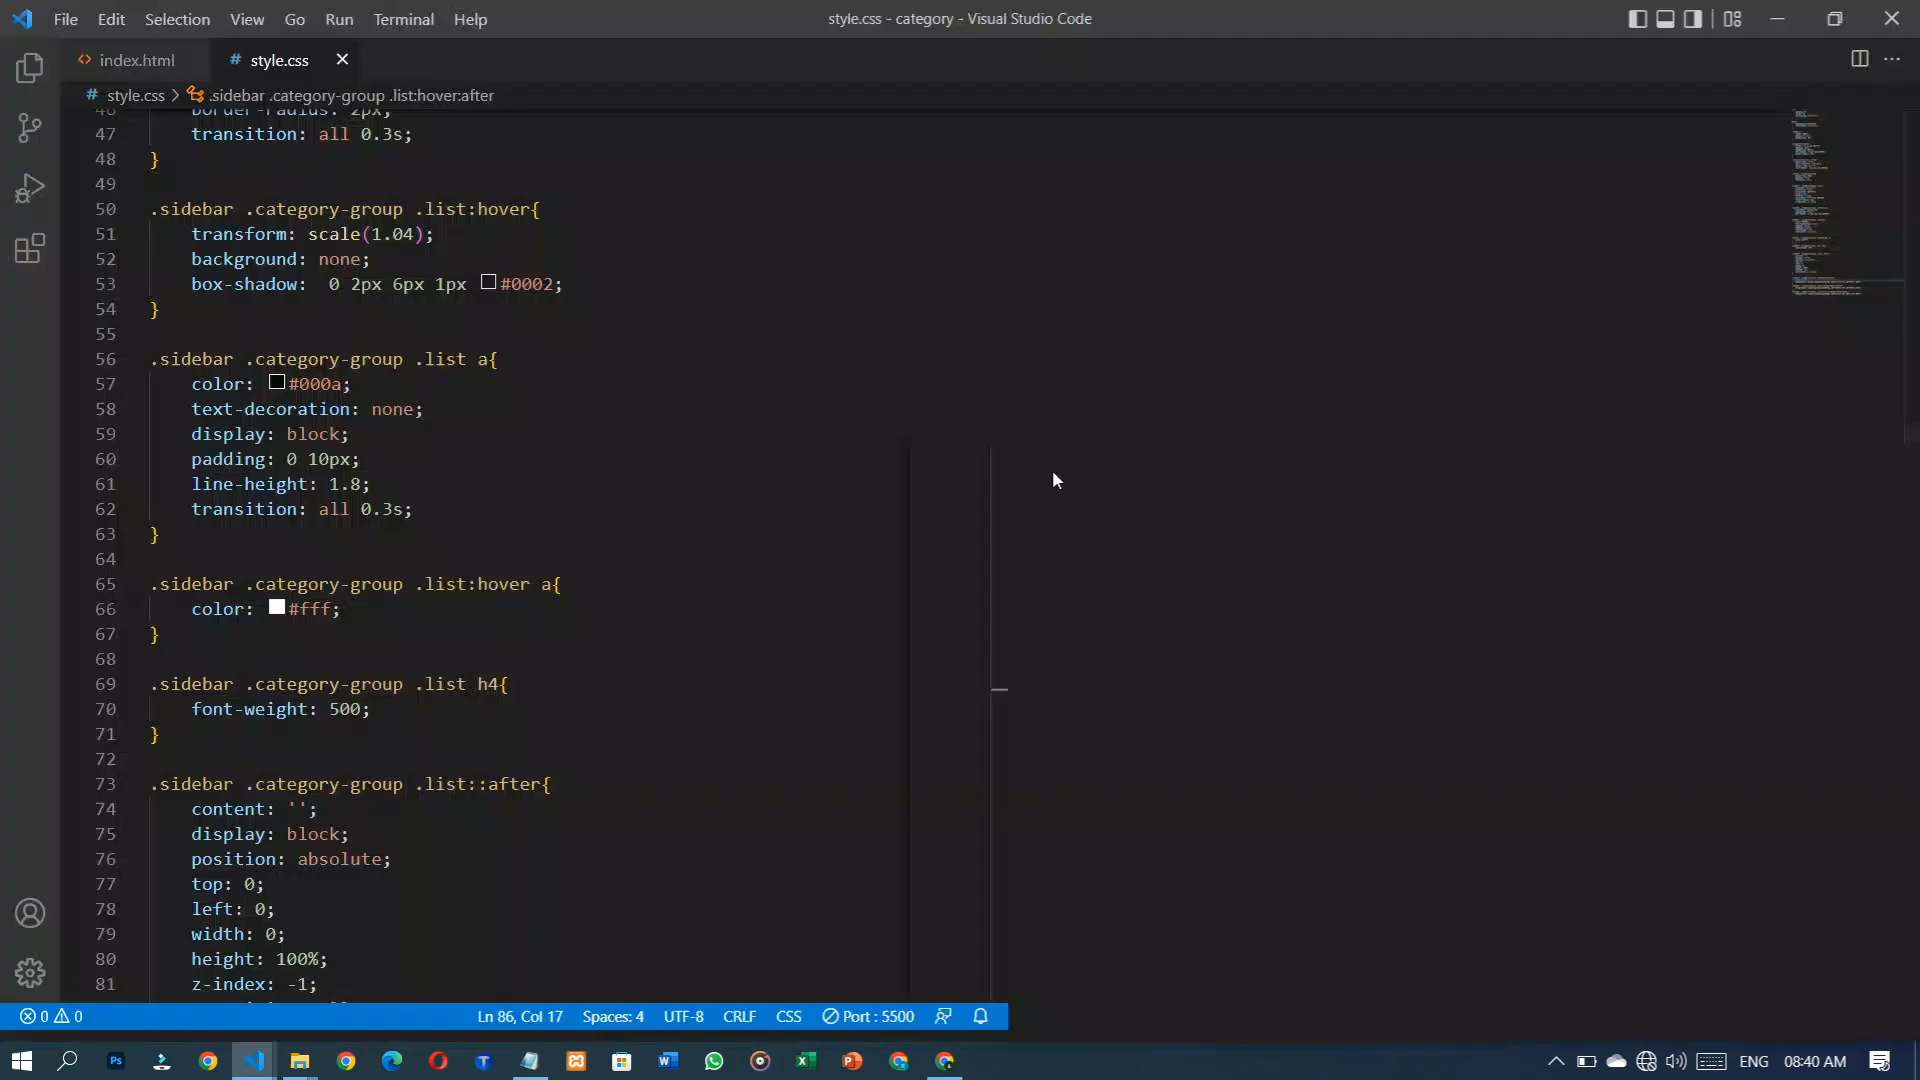 File Edit Selection View Go Run Terminal Help
style.css - category - Visual Studio Code
index.html
# style.css
# style.css > .sidebar .category-group .list:hover:after
46 border-radius: 2px;
47 transition: all 0.3s;
48 }
49
50 .sidebar .category-group .list:hover{
51 transform: scale(1.04);
52 background: none;
53 box-shadow: 0 2px 6px 1px #0002;
54 }
55
56 .sidebar .category-group .list a{
57 color: #000a;
58 text-decoration: none;
59 display: block;
60 padding: 0 10px;
61 line-height: 1.8;
62 transition: all 0.3s;
63 }
64
65 .sidebar .category-group .list:hover a{
66 color: #fff;
67 }
68
69 .sidebar .category-group .list h4{
70 font-weight: 500;
71 }
72
73 .sidebar .category-group .list::after{
74 content: '';
75 display: block;
76 position: absolute;
77 top: 0;
78 left: 0;
79 width: 0;
80 height: 100%;
81 z-index: -1;
0 0 Ln 86, Col 17 Spaces: 4 UTF-8 CRLF CSS Port : 5500
ENG 08:40 AM